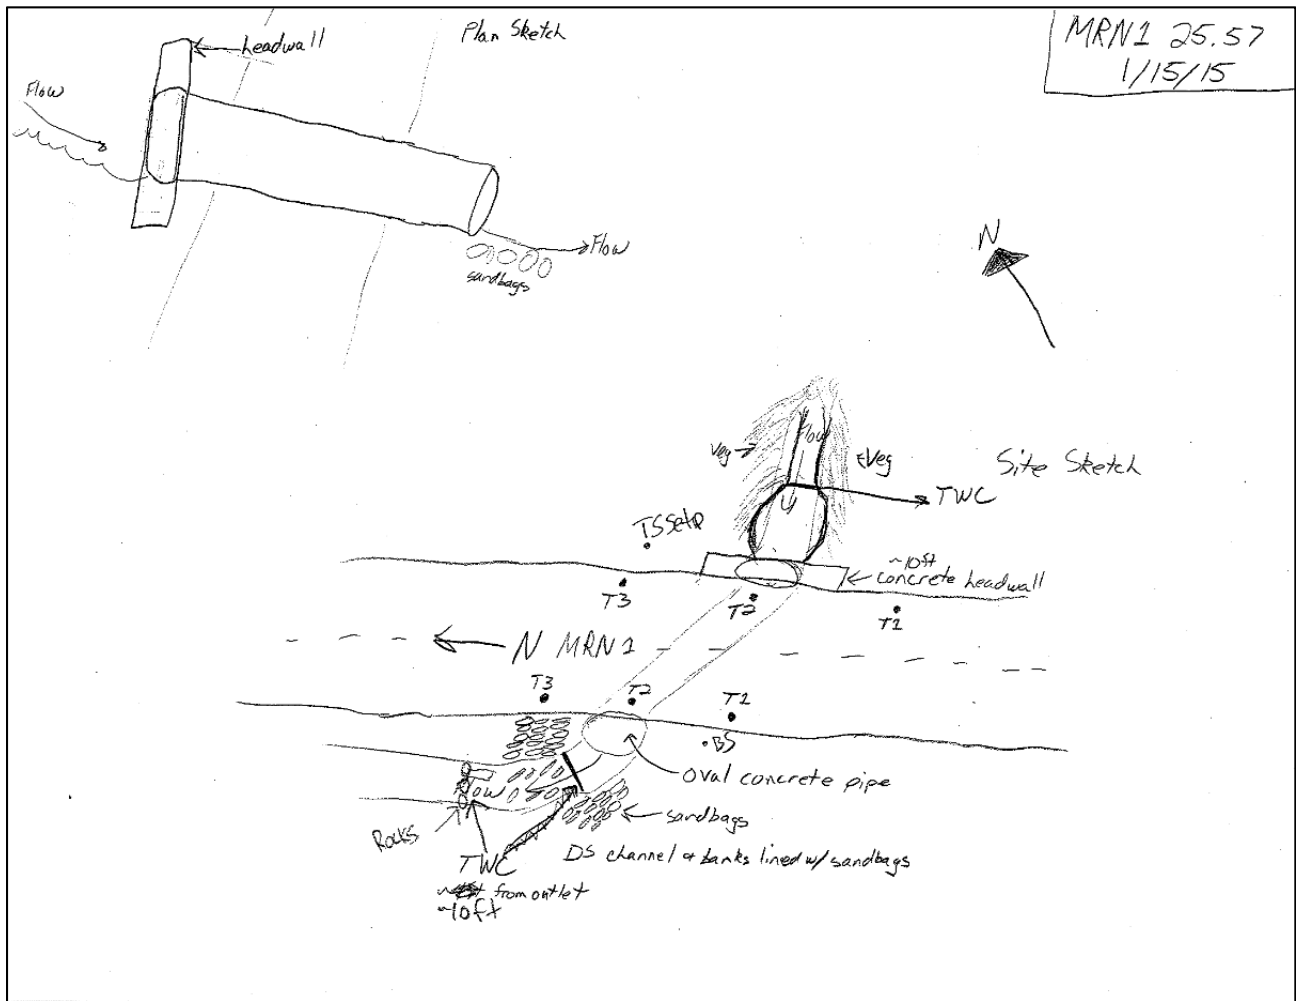 Plan Sketch
MRN1 25.57
1/15/15
headwall
Flow
Flow
sandbags
N
Site Sketch
Veg
Flow
Veg
TWC
TSSetup
~10ft
concrete headwall
T3
T2
T1
N MRN1
T3
T2
T1
BS
oval concrete pipe
Flow
Rocks
sandbags
TWC
DS channel & banks lined w/ sandbags
from outlet
~10ft